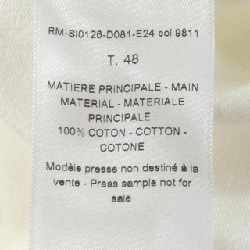 RM-SI0126-D081-E24 col 9811
T. 48
MATIERE PRINCIPALE - MAIN
MATERIAL - MATERIALE
PRINCIPALE
100% COTON - COTTON -
COTONE
Modèle presse non destiné à la
vente - Press sample not for
sale